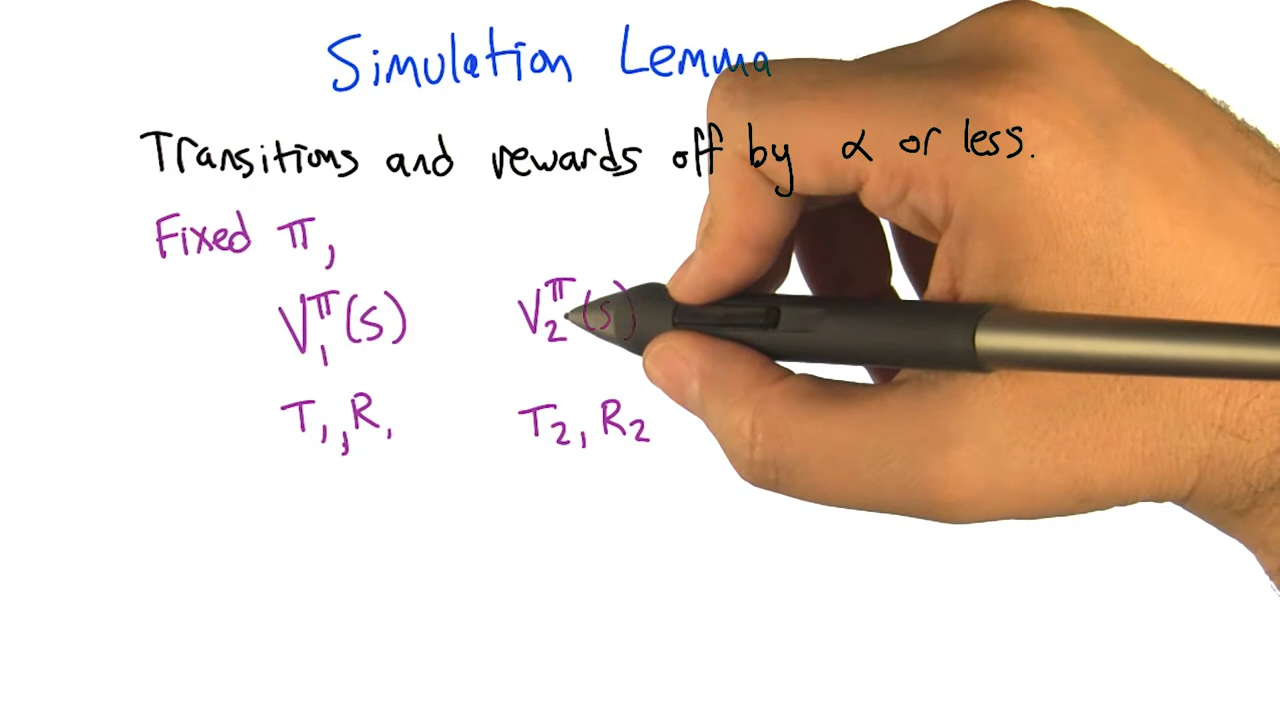 Simulation Lemma
Transitions and rewards off by α or less.
Fixed π,
V₁^π(s) V₂^π(s)
T₁, R₁ T₂, R₂